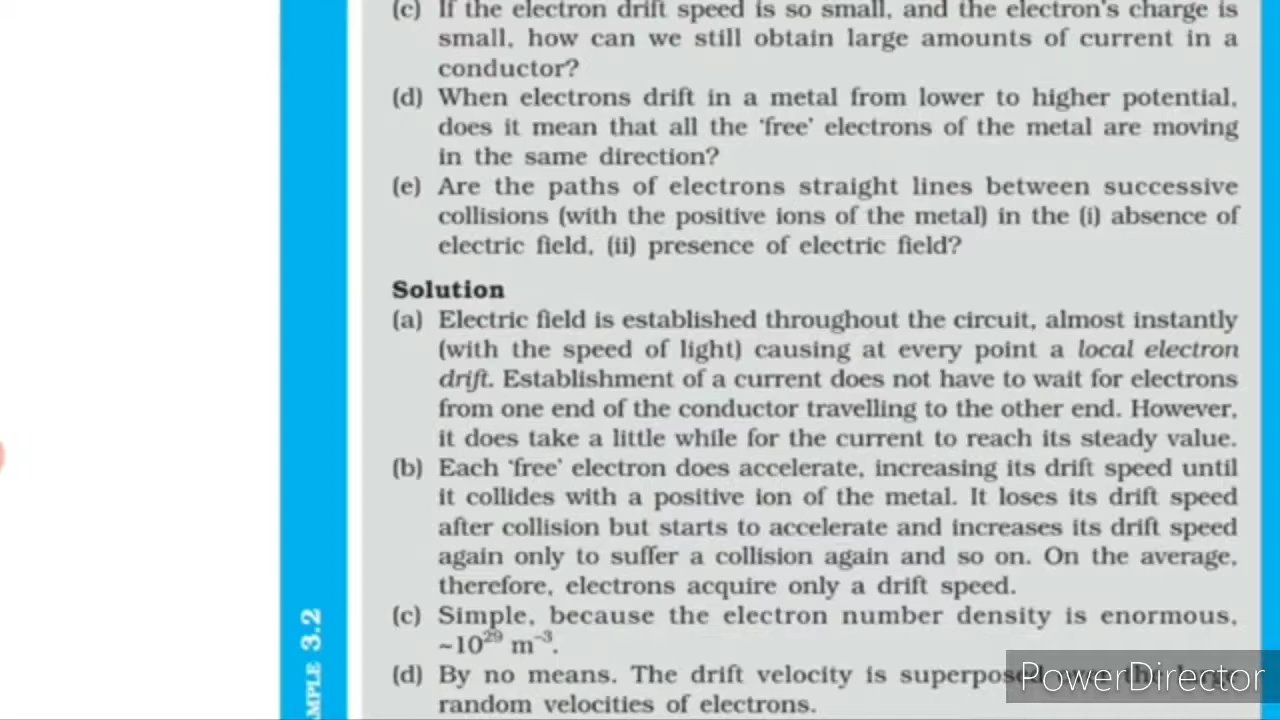 (c) If the electron drift speed is so small, and the electron's charge is
small, how can we still obtain large amounts of current in a
conductor?
(d) When electrons drift in a metal from lower to higher potential,
does it mean that all the ‘free’ electrons of the metal are moving
in the same direction?
(e) Are the paths of electrons straight lines between successive
collisions (with the positive ions of the metal) in the (i) absence of
electric field, (ii) presence of electric field?
Solution
(a) Electric field is established throughout the circuit, almost instantly
(with the speed of light) causing at every point a local electron
drift. Establishment of a current does not have to wait for electrons
from one end of the conductor travelling to the other end. However,
it does take a little while for the current to reach its steady value.
(b) Each ‘free’ electron does accelerate, increasing its drift speed until
it collides with a positive ion of the metal. It loses its drift speed
after collision but starts to accelerate and increases its drift speed
again only to suffer a collision again and so on. On the average,
therefore, electrons acquire only a drift speed.
(c) Simple, because the electron number density is enormous,
~10²⁹ m⁻³.
(d) By no means. The drift velocity is superposed
random velocities of electrons.
MPLE 3.2
PowerDirector